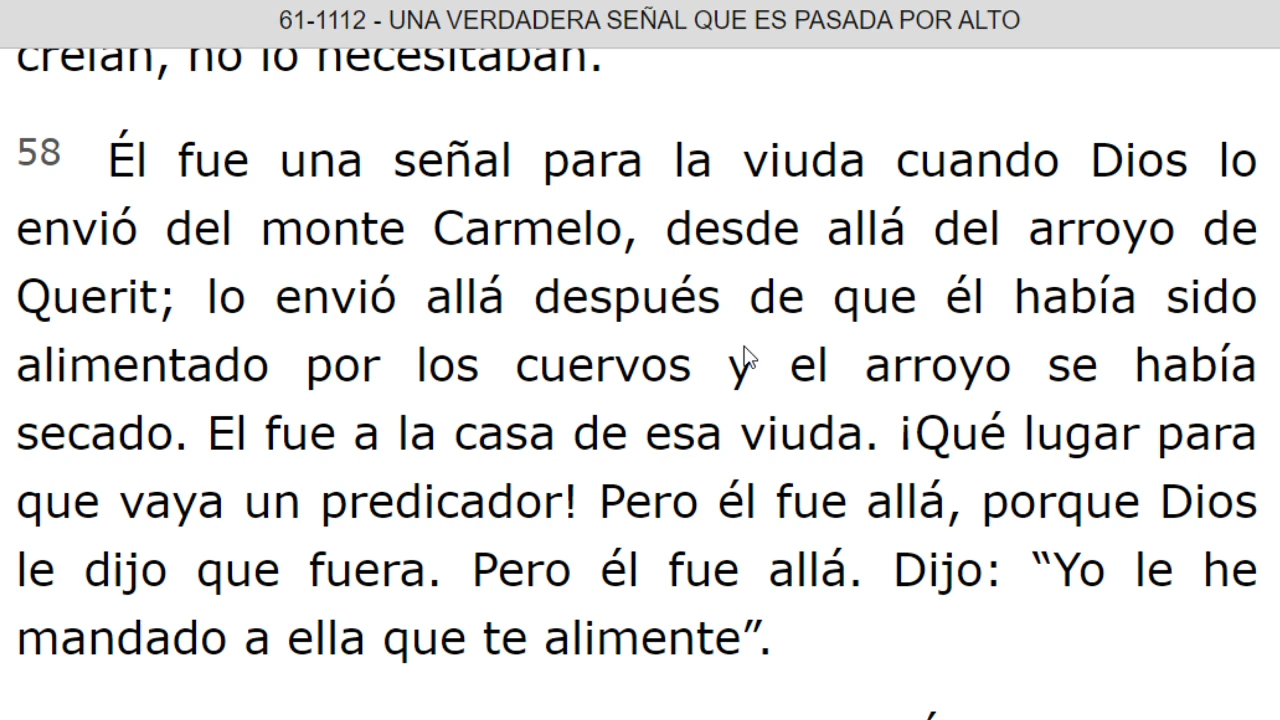 61-1112 - UNA VERDADERA SEÑAL QUE ES PASADA POR ALTO
creían, no lo necesitaban.
58 Él fue una señal para la viuda cuando Dios lo
envió del monte Carmelo, desde allá del arroyo de
Querit; lo envió allá después de que él había sido
alimentado por los cuervos y el arroyo se había
secado. El fue a la casa de esa viuda. ¡Qué lugar para
que vaya un predicador! Pero él fue allá, porque Dios
le dijo que fuera. Pero él fue allá. Dijo: “Yo le he
mandado a ella que te alimente”.